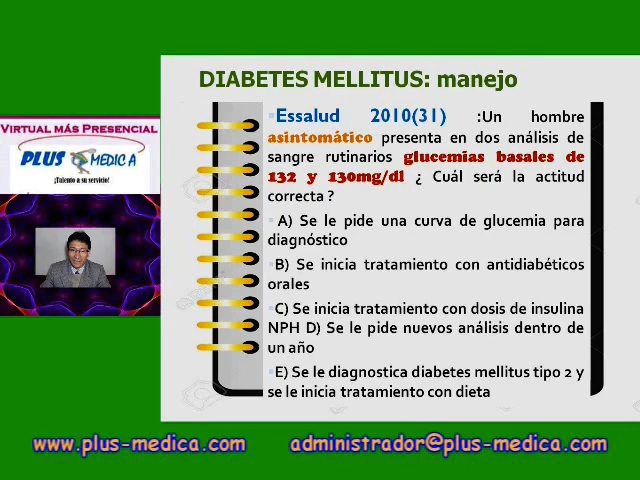 DIABETES MELLITUS: manejo
Essalud 2010(31) :Un hombre
asintomático presenta en dos análisis de
sangre rutinarios glucemias basales de
132 y 130mg/dl ¿ Cuál será la actitud
correcta ?
A) Se le pide una curva de glucemia para
diagnóstico
B) Se inicia tratamiento con antidiabéticos
orales
C) Se inicia tratamiento con dosis de insulina
NPH D) Se le pide nuevos análisis dentro de
un año
E) Se le diagnostica diabetes mellitus tipo 2 y
se le inicia tratamiento con dieta
VIRTUAL MÁS PRESENCIAL
PLUS MEDICA
¡Talento a su servicio!
www.plus-medica.com administrador@plus-medica.com